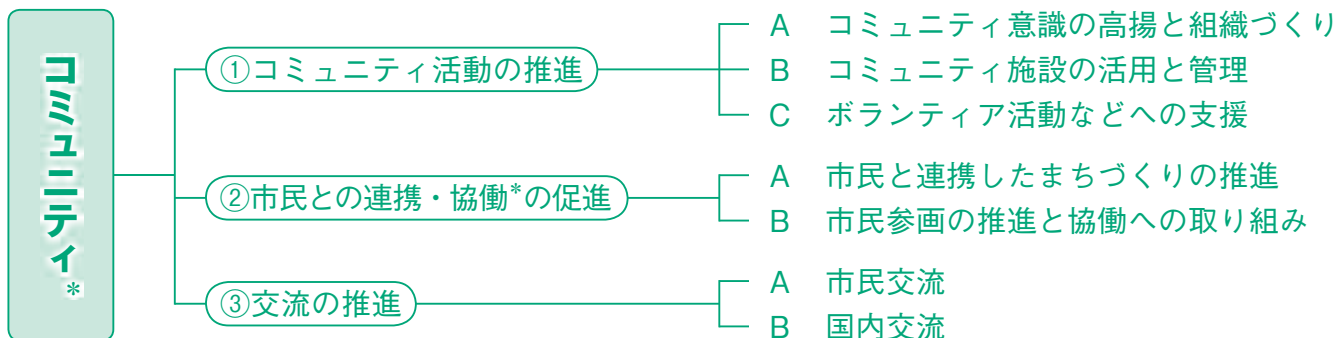 コミュニティ*
①コミュニティ活動の推進
A コミュニティ意識の高揚と組織づくり
B コミュニティ施設の活用と管理
C ボランティア活動などへの支援
②市民との連携・協働*の促進
A 市民と連携したまちづくりの推進
B 市民参画の推進と協働への取り組み
③交流の推進
A 市民交流
B 国内交流